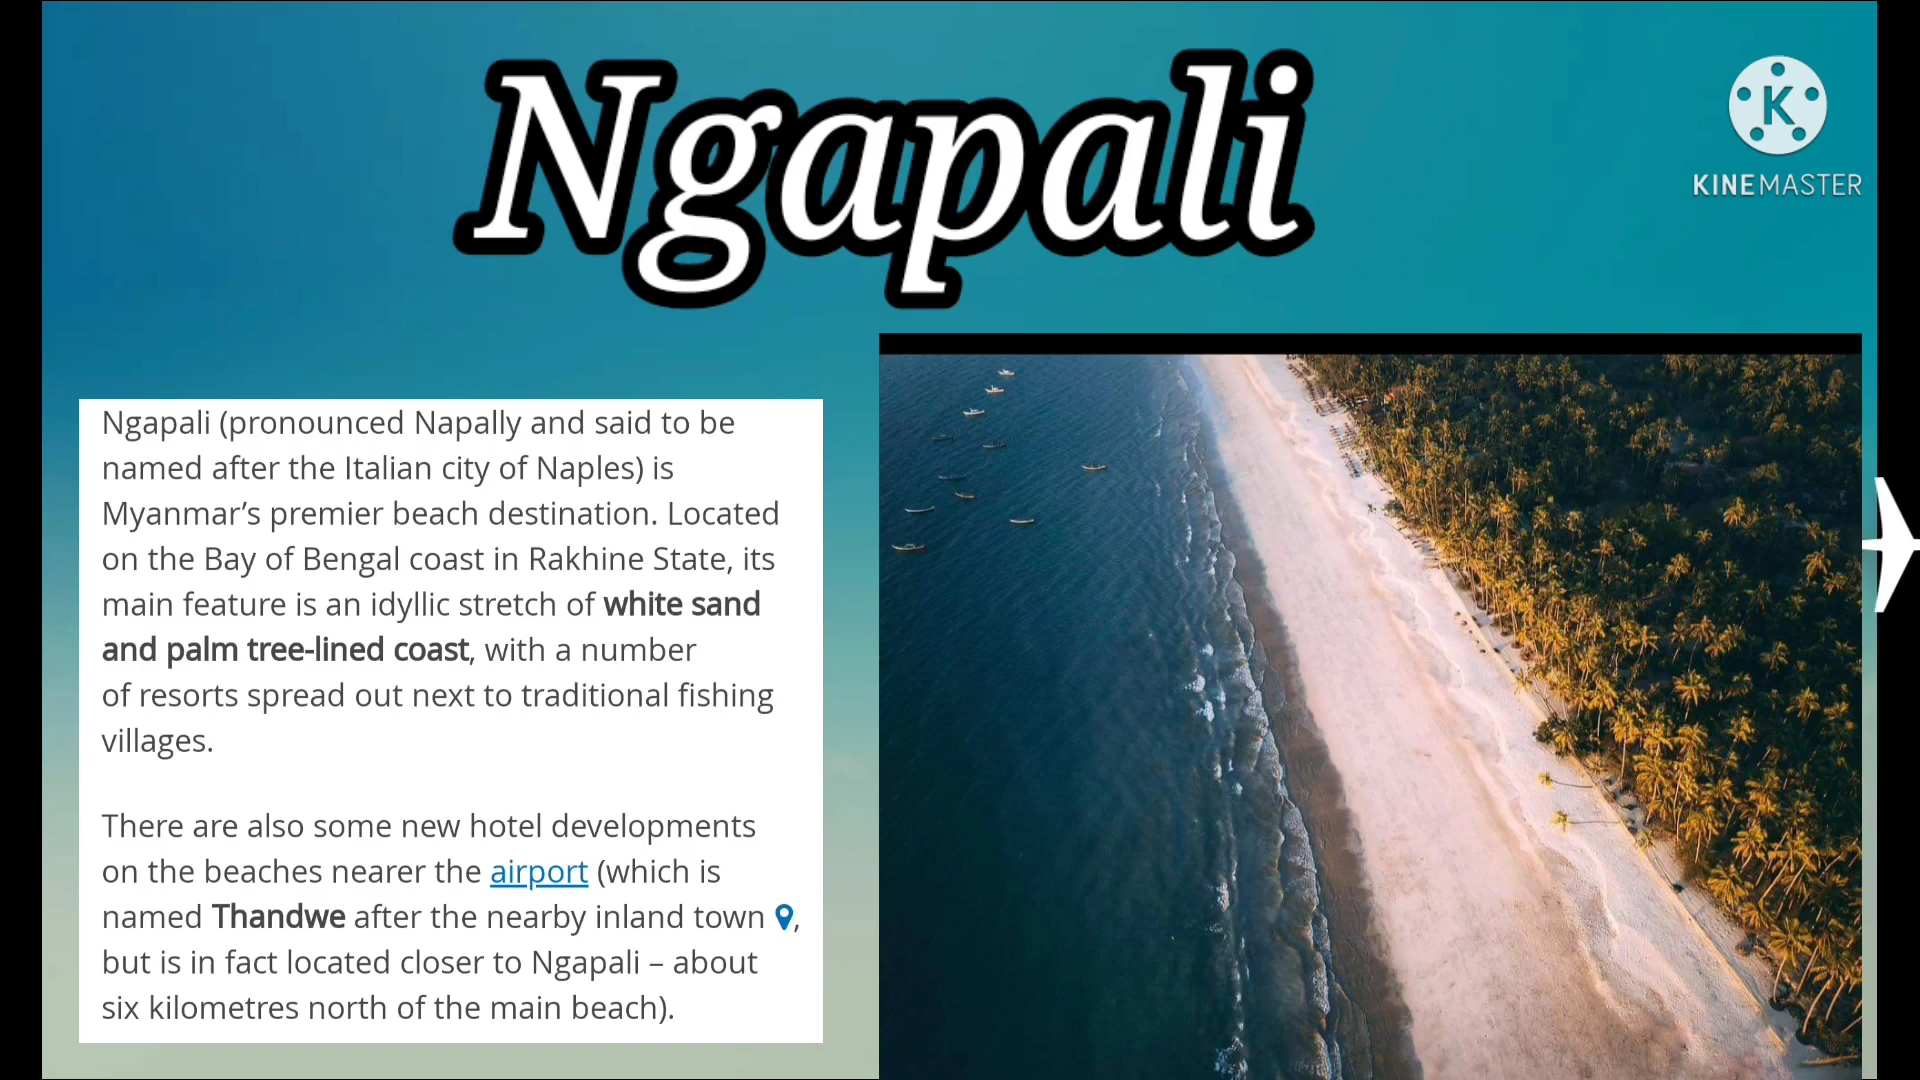 Ngapali
K
KINEMASTER
Ngapali (pronounced Napally and said to be
named after the Italian city of Naples) is
Myanmar’s premier beach destination. Located
on the Bay of Bengal coast in Rakhine State, its
main feature is an idyllic stretch of white sand
and palm tree-lined coast, with a number
of resorts spread out next to traditional fishing
villages.
There are also some new hotel developments
on the beaches nearer the airport (which is
named Thandwe after the nearby inland town ,
but is in fact located closer to Ngapali – about
six kilometres north of the main beach).